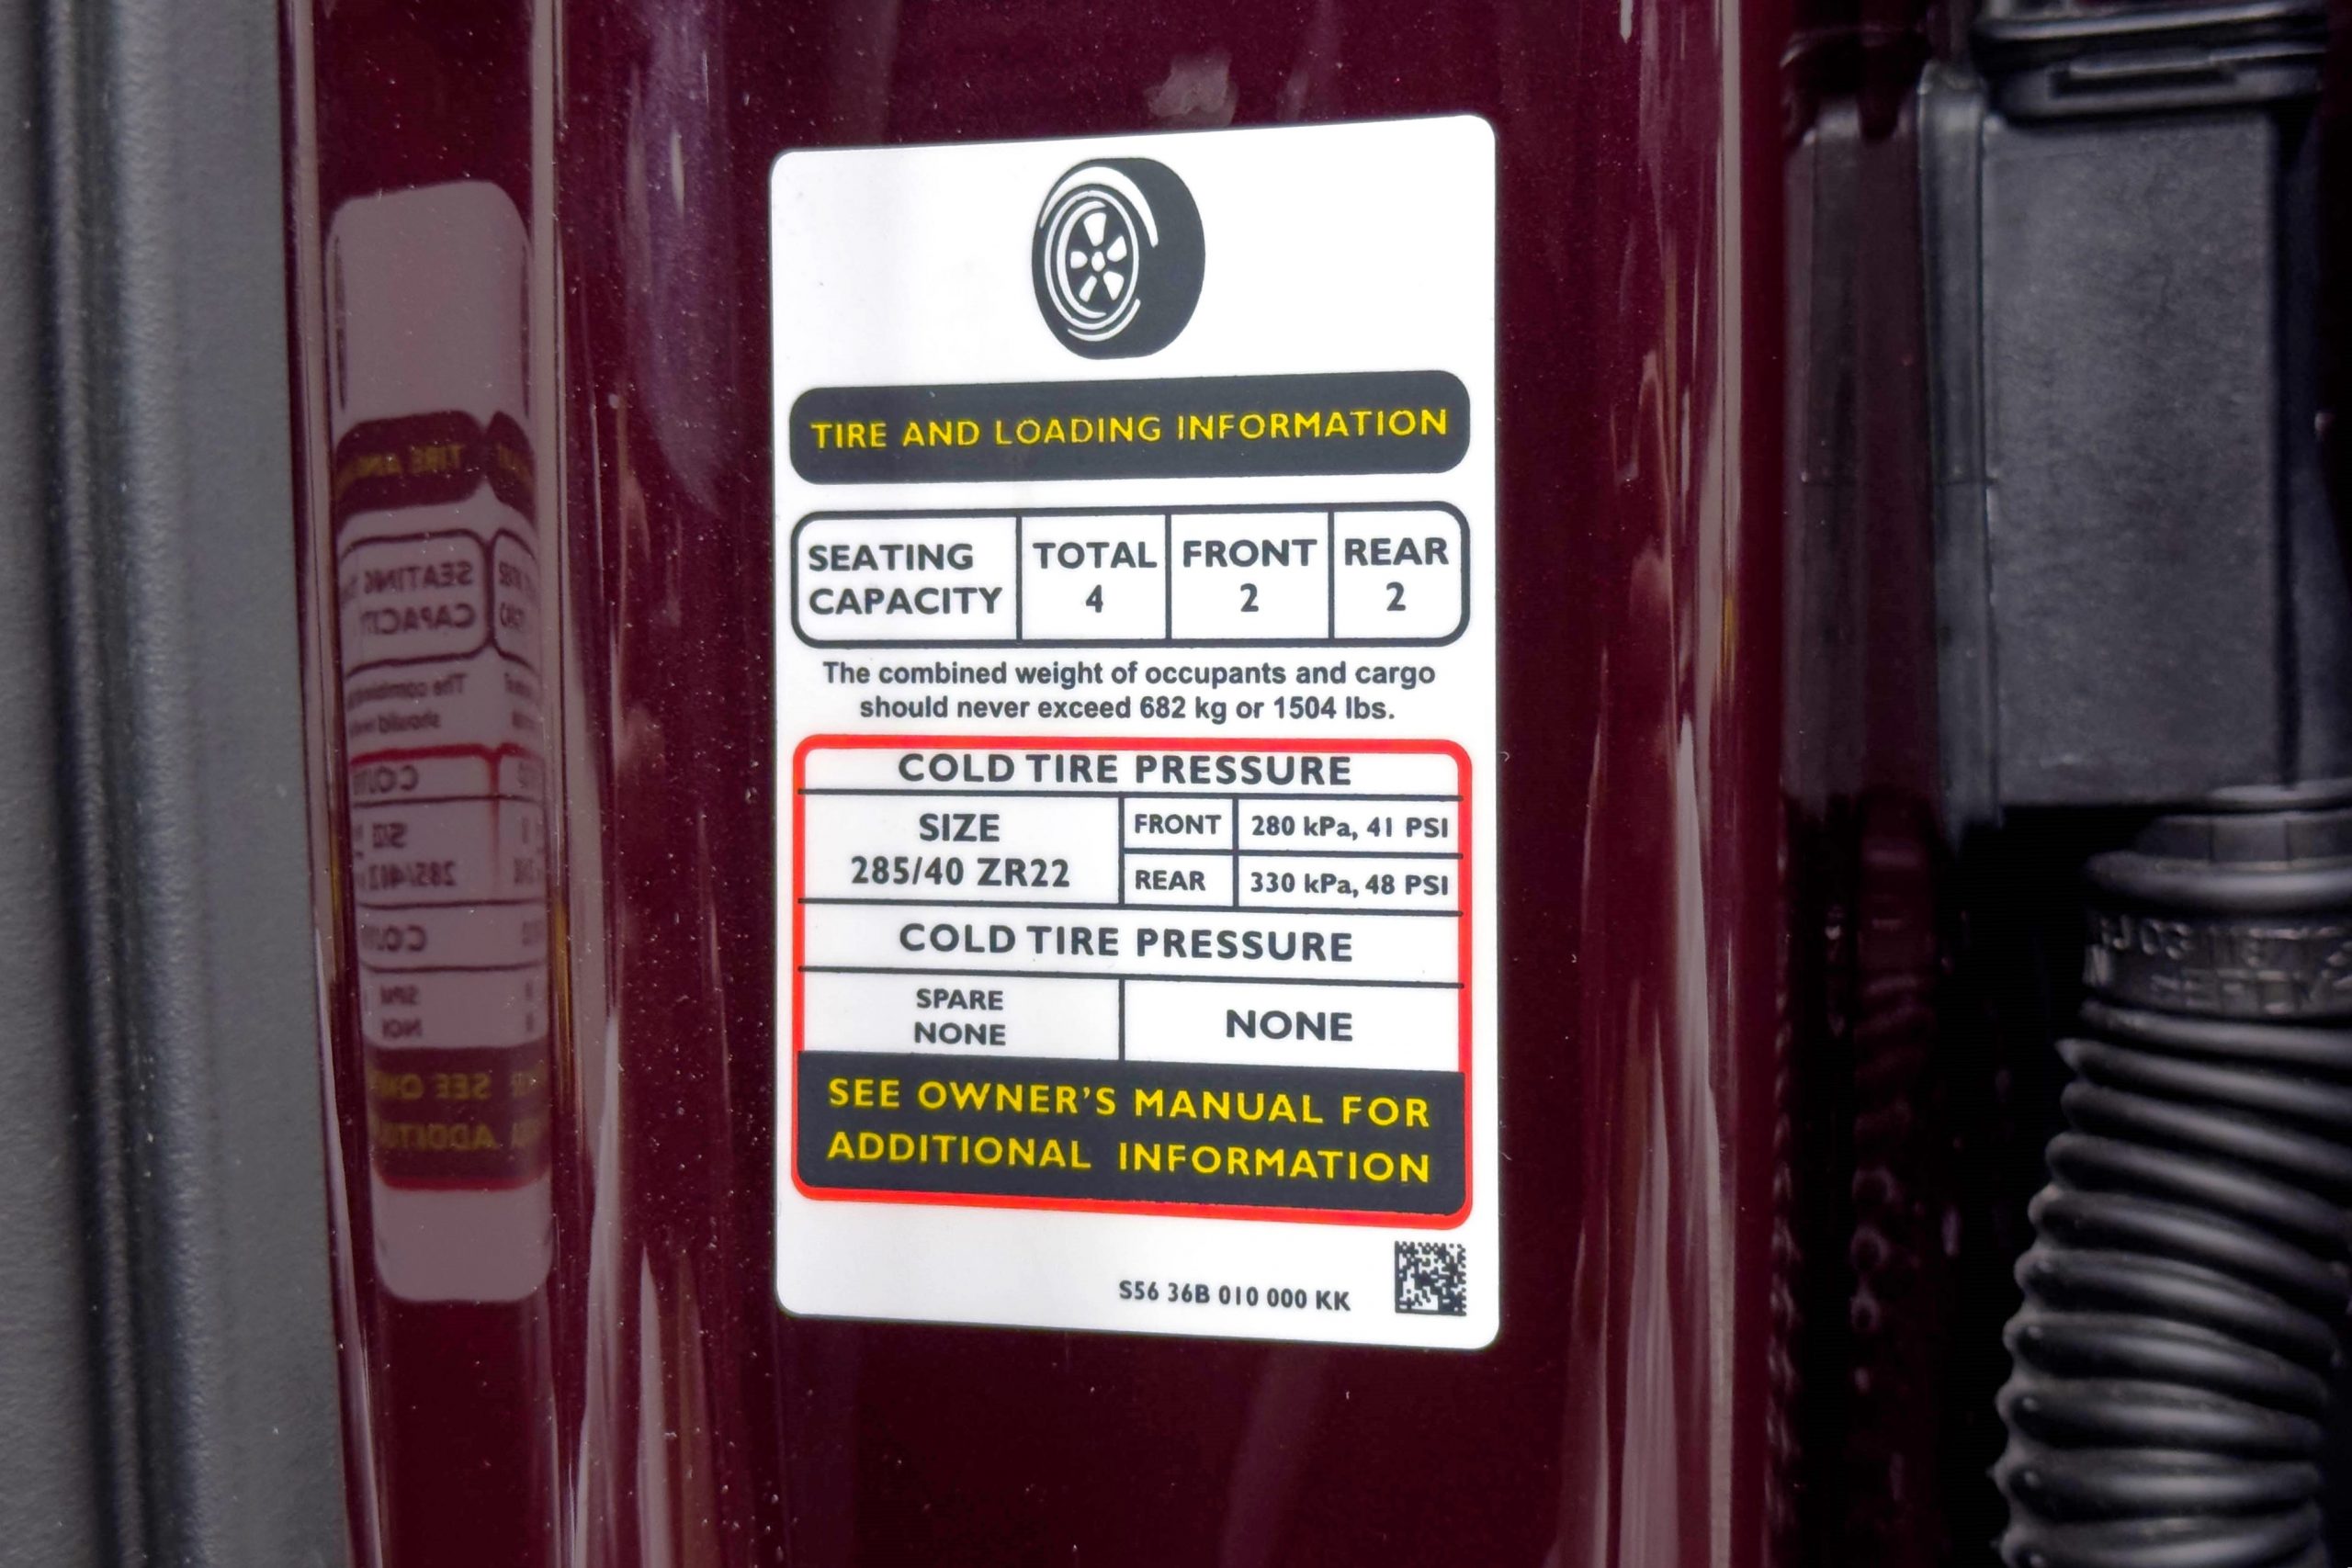 TIRE AND LOADING INFORMATION
SEATING CAPACITY
TOTAL 4
FRONT 2
REAR 2
The combined weight of occupants and cargo
should never exceed 682 kg or 1504 lbs.
COLD TIRE PRESSURE
SIZE
285/40 ZR22
FRONT 280 kPa, 41 PSI
REAR 330 kPa, 48 PSI
COLD TIRE PRESSURE
SPARE
NONE
NONE
SEE OWNER'S MANUAL FOR
ADDITIONAL INFORMATION
S56 36B 010 000 KK